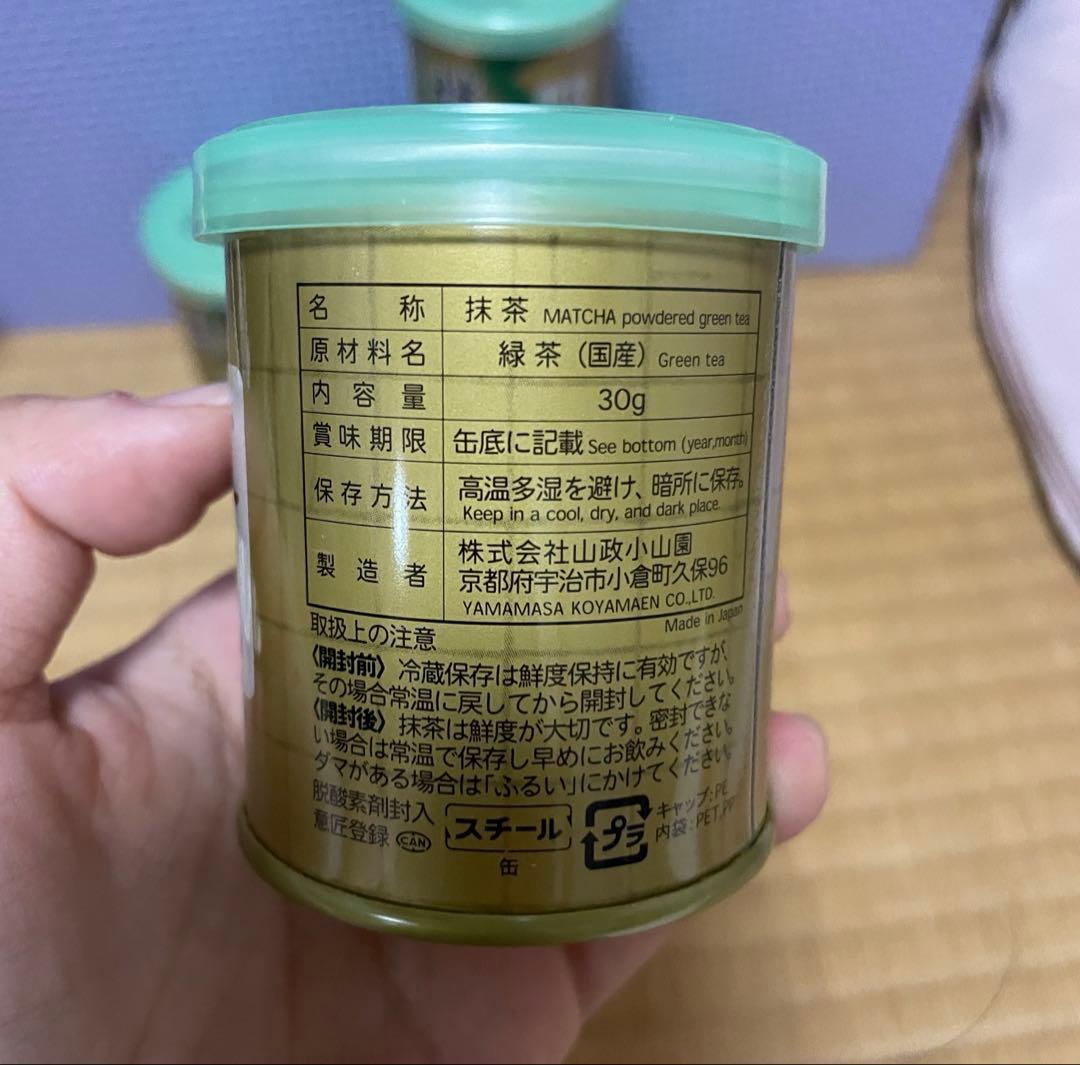 名称 抹茶 MATCHA powdered green tea
原材料名 緑茶（国産）Green tea
内容量 30g
賞味期限 缶底に記載 See bottom (year,month)
保存方法 高温多湿を避け、暗所に保存。
Keep in a cool, dry, and dark place.
製造者 株式会社山政小山園
京都府宇治市小倉町久保96
YAMAMASA KOYAMAEN CO.,LTD.
Made in Japan
取扱上の注意
〈開封前〉冷蔵保存は鮮度保持に有効ですが、
その場合常温に戻してから開封してください。
〈開封後〉抹茶は鮮度が大切です。密封できな
い場合は常温で保存し早めにお飲みください。
ダマがある場合は「ふるい」にかけてください。
脱酸素剤封入
意匠登録 CAN
スチール
缶
プラ
キャップ：PE
内袋：PET,PP